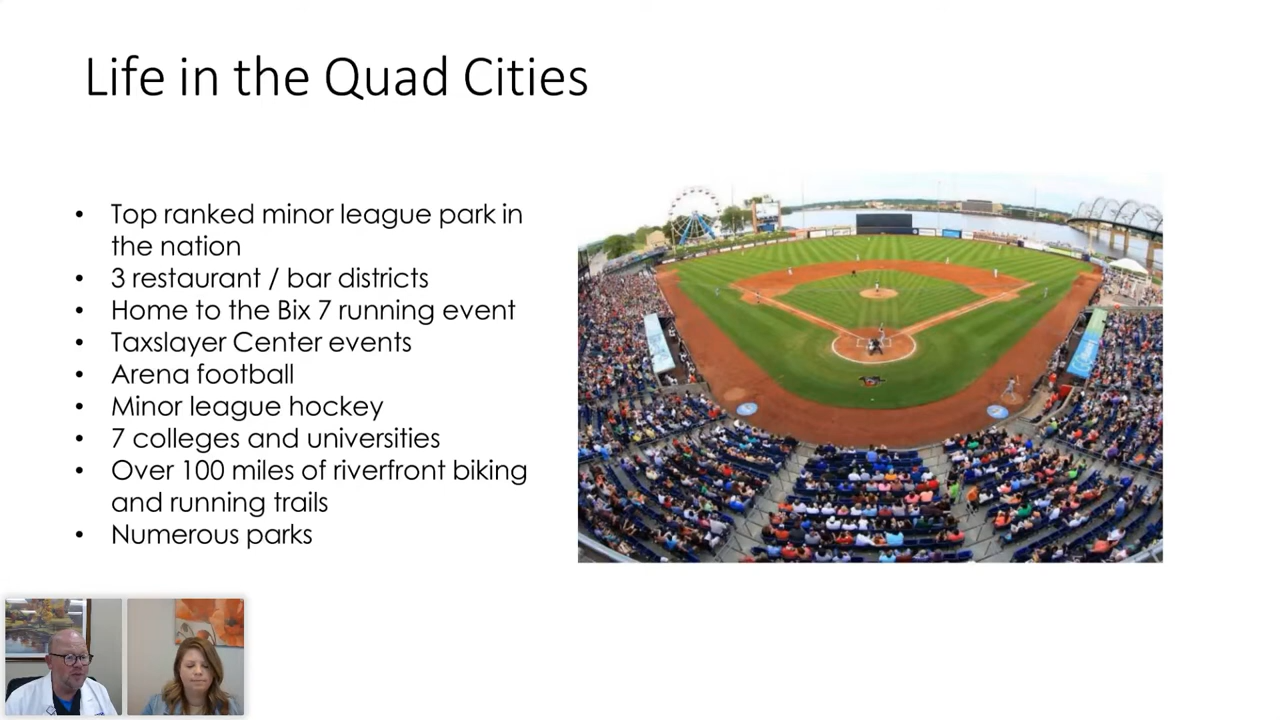 Life in the Quad Cities
• Top ranked minor league park in
the nation
• 3 restaurant / bar districts
• Home to the Bix 7 running event
• Taxslayer Center events
• Arena football
• Minor league hockey
• 7 colleges and universities
• Over 100 miles of riverfront biking
and running trails
• Numerous parks